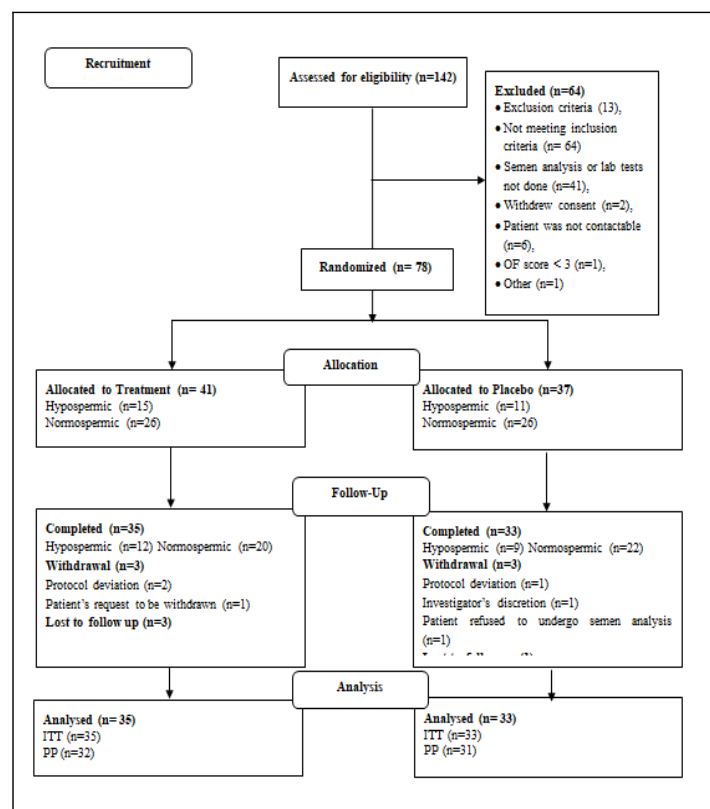 Recruitment
Assessed for eligibility (n=142)
Excluded (n=64)
• Exclusion criteria (13),
• Not meeting inclusion
criteria (n= 64)
• Semen analysis or lab tests
not done (n=41),
• Withdrew consent (n=2),
• Patient was not contactable
(n=6),
• OF score < 3 (n=1),
• Other (n=1)
Randomized (n= 78)
Allocation
Allocated to Treatment (n= 41)
Hypospermic (n=15)
Normospermic (n=26)
Allocated to Placebo (n=37)
Hypospermic (n=11)
Normospermic (n=26)
Follow-Up
Completed (n=35)
Hypospermic (n=12) Normospermic (n=20)
Withdrawal (n=3)
Protocol deviation (n=2)
Patient's request to be withdrawn (n=1)
Lost to follow up (n=3)
Completed (n=33)
Hypospermic (n=9) Normospermic (n=22)
Withdrawal (n=3)
Protocol deviation (n=1)
Investigator's discretion (n=1)
Patient refused to undergo semen analysis
(n=1)
Analysis
Analysed (n= 35)
ITT (n=35)
PP (n=32)
Analysed (n= 33)
ITT (n=33)
PP (n=31)